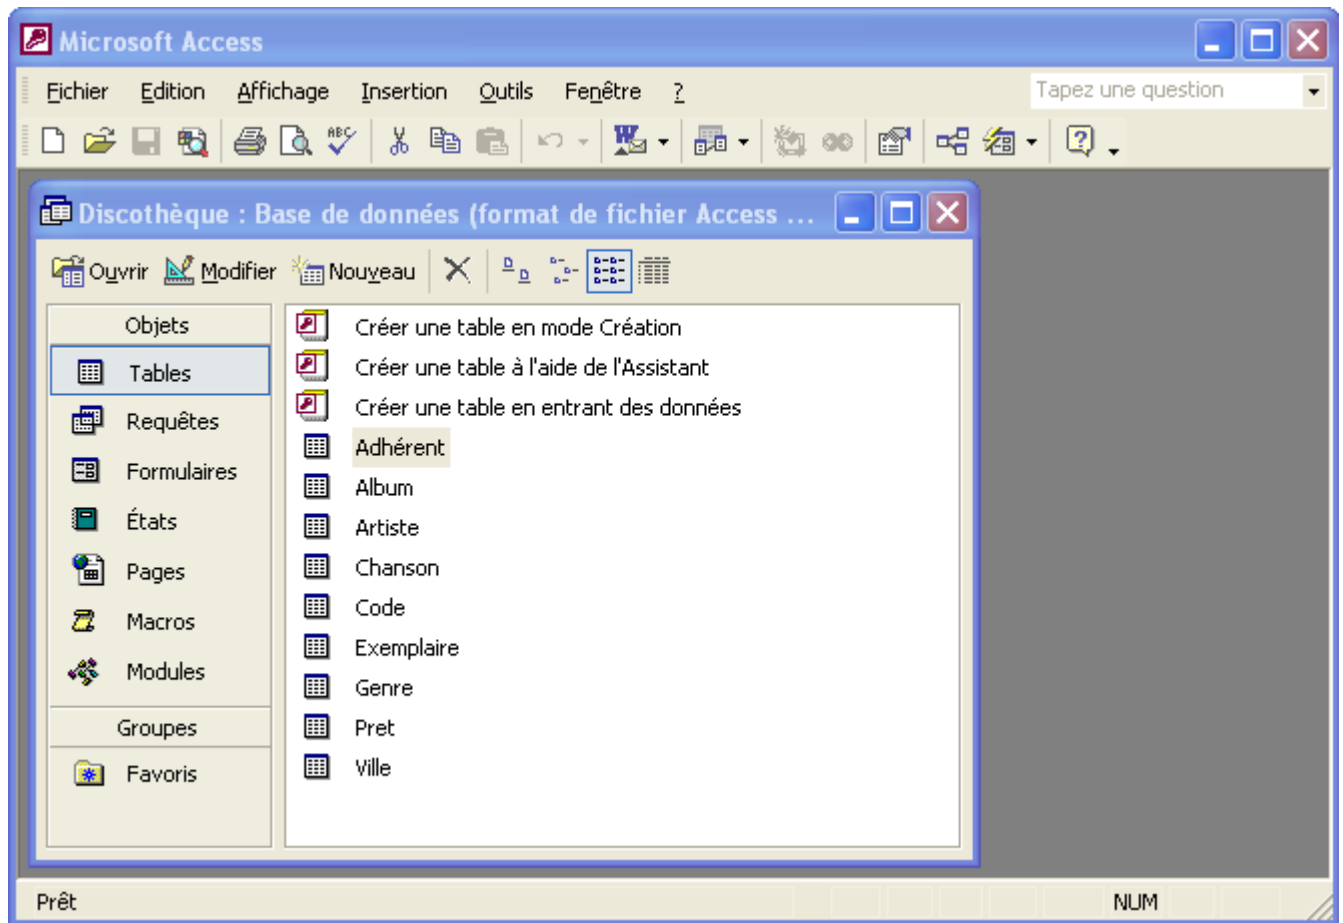 Microsoft Access
Fichier Edition Affichage Insertion Outils Fenêtre ? Tapez une question
Discothèque : Base de données (format de fichier Access ...
Ouvrir Modifier Nouveau
Objets
Tables
Requêtes
Formulaires
États
Pages
Macros
Modules
Groupes
Favoris
Créer une table en mode Création
Créer une table à l'aide de l'Assistant
Créer une table en entrant des données
Adhérent
Album
Artiste
Chanson
Code
Exemplaire
Genre
Pret
Ville
Prêt NUM